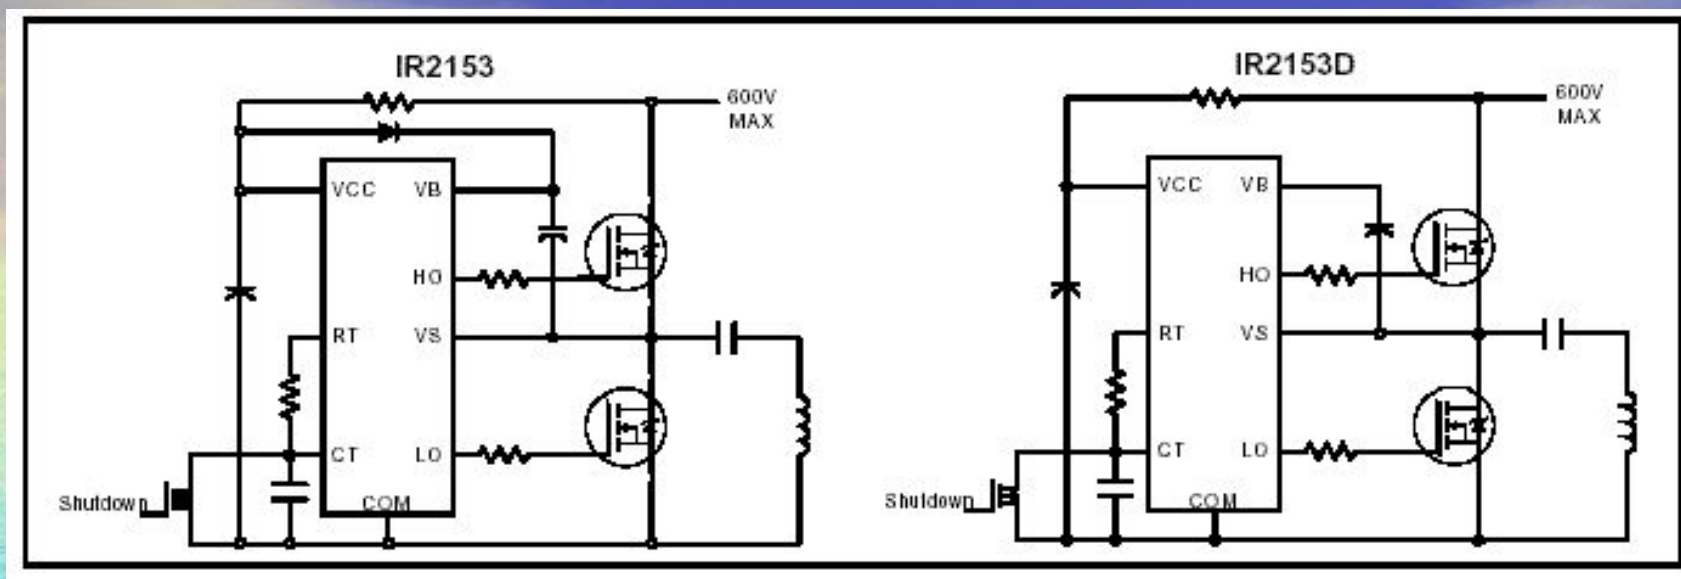 IR2153
600V
MAX
VCC
VB
HO
RT
VS
CT
LO
Shutdown
COM
IR2153D
600V
MAX
VCC
VB
HO
RT
VS
CT
LO
Shutdown
COM